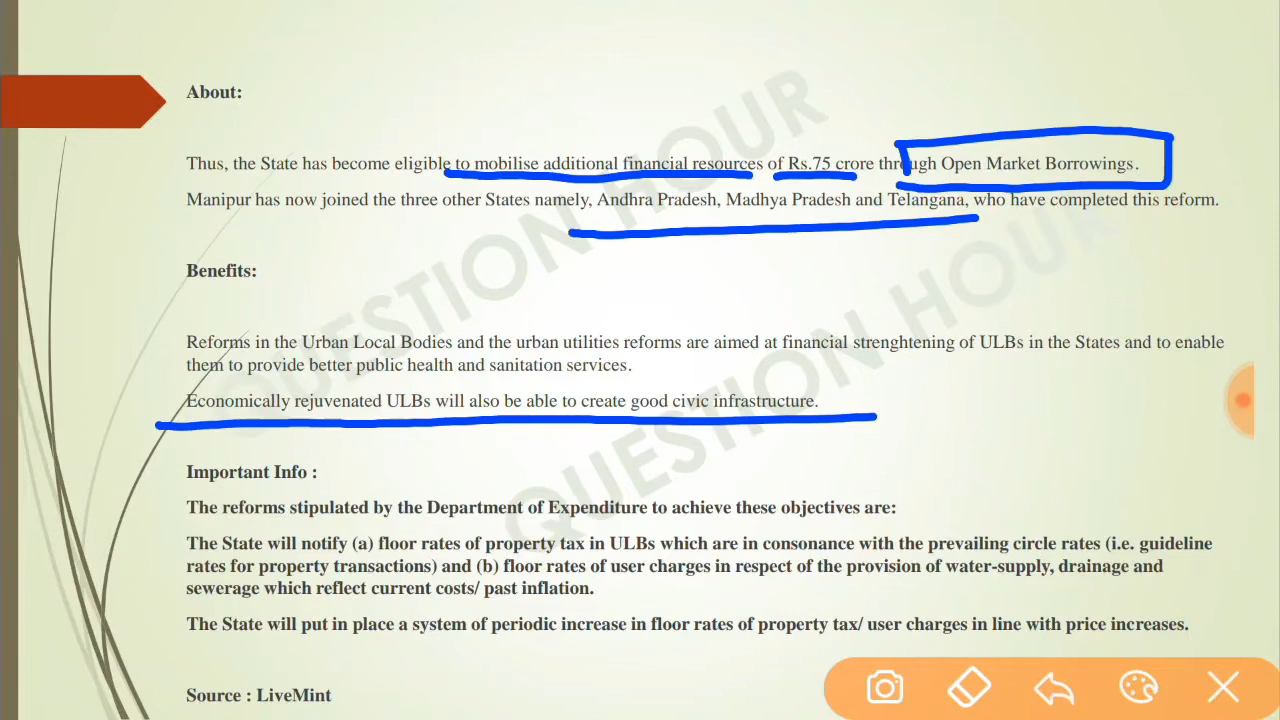 About:
Thus, the State has become eligible to mobilise additional financial resources of Rs.75 crore through Open Market Borrowings.
Manipur has now joined the three other States namely, Andhra Pradesh, Madhya Pradesh and Telangana, who have completed this reform.
Benefits:
Reforms in the Urban Local Bodies and the urban utilities reforms are aimed at financial strenghtening of ULBs in the States and to enable
them to provide better public health and sanitation services.
Economically rejuvenated ULBs will also be able to create good civic infrastructure.
Important Info :
The reforms stipulated by the Department of Expenditure to achieve these objectives are:
The State will notify (a) floor rates of property tax in ULBs which are in consonance with the prevailing circle rates (i.e. guideline
rates for property transactions) and (b) floor rates of user charges in respect of the provision of water-supply, drainage and
sewerage which reflect current costs/ past inflation.
The State will put in place a system of periodic increase in floor rates of property tax/ user charges in line with price increases.
Source : LiveMint
QUESTION HOUR
QUESTION HOUR